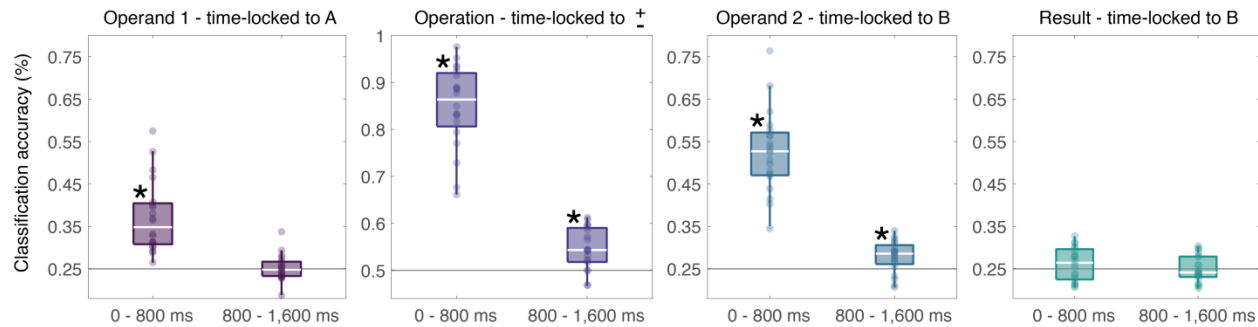 Operand 1 - time-locked to A
Operation - time-locked to +
-
Operand 2 - time-locked to B
Result - time-locked to B
Classification accuracy (%)
0.75
0.65
0.55
0.45
0.35
0.25
*
0 - 800 ms
800 - 1,600 ms
1
0.9
0.8
0.7
0.6
0.5
*
*
0 - 800 ms
800 - 1,600 ms
0.75
0.65
0.55
0.45
0.35
0.25
*
*
0 - 800 ms
800 - 1,600 ms
0.75
0.65
0.55
0.45
0.35
0.25
0 - 800 ms
800 - 1,600 ms